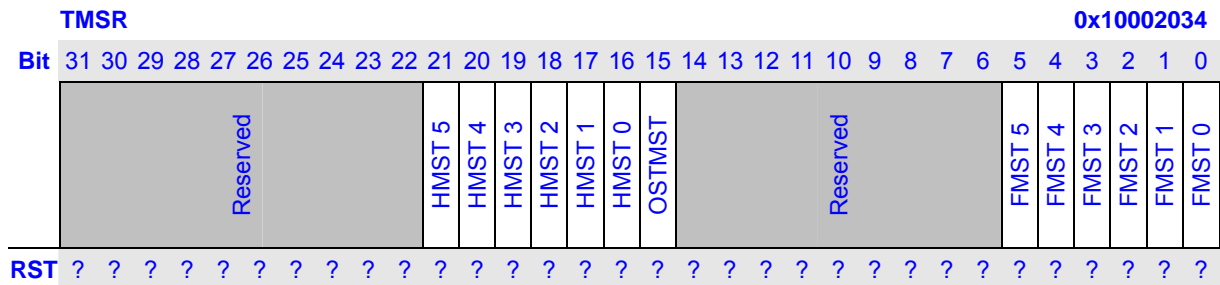 TMSR 0x10002034
Bit 31 30 29 28 27 26 25 24 23 22 21 20 19 18 17 16 15 14 13 12 11 10 9 8 7 6 5 4 3 2 1 0
Reserved HMST 5 HMST 4 HMST 3 HMST 2 HMST 1 HMST 0 OSTMST Reserved FMST 5 FMST 4 FMST 3 FMST 2 FMST 1 FMST 0
RST ? ? ? ? ? ? ? ? ? ? ? ? ? ? ? ? ? ? ? ? ? ? ? ? ? ? ? ? ? ? ? ?